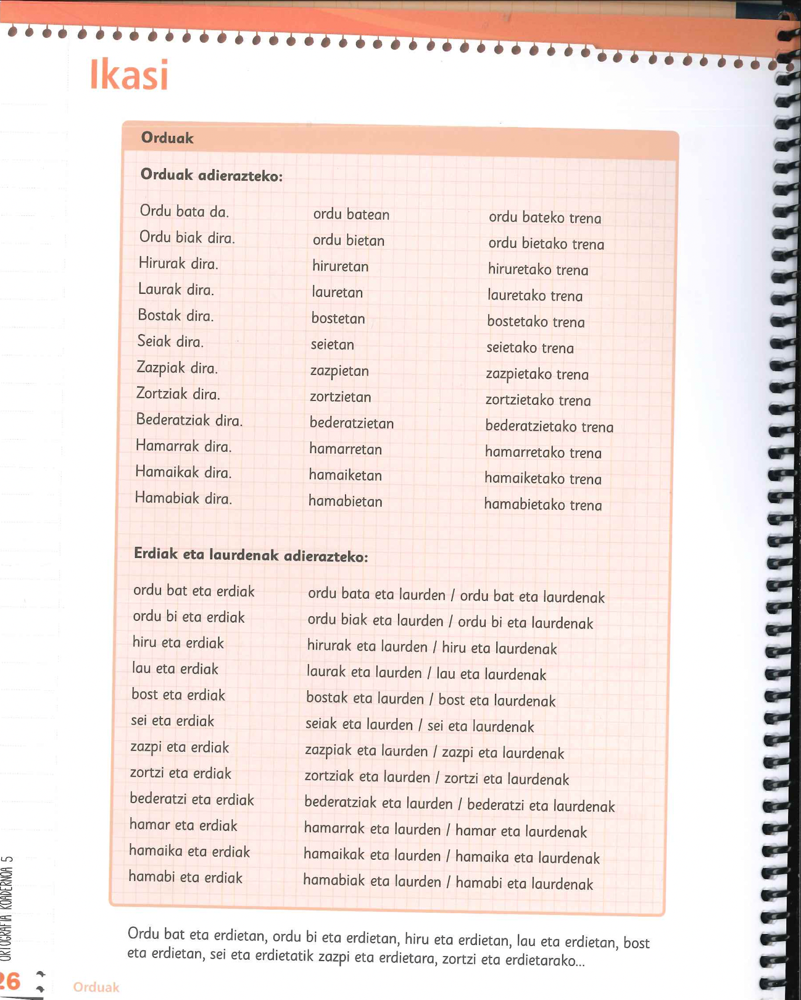 Ikasi
Orduak
Orduak adierazteko:
Ordu bata da. ordu batean ordu bateko trena
Ordu biak dira. ordu bietan ordu bietako trena
Hirurak dira. hiruretan hiruretako trena
Laurak dira. lauretan lauretako trena
Bostak dira. bostetan bostetako trena
Seiak dira. seietan seietako trena
Zazpiak dira. zazpietan zazpietako trena
Zortziak dira. zortzietan zortzietako trena
Bederatziak dira. bederatzietan bederatzietako trena
Hamarrak dira. hamarretan hamarretako trena
Hamaikak dira. hamaiketan hamaiketako trena
Hamabiak dira. hamabietan hamabietako trena
Erdiak eta laurdenak adierazteko:
ordu bat eta erdiak ordu bata eta laurden / ordu bat eta laurdenak
ordu bi eta erdiak ordu biak eta laurden / ordu bi eta laurdenak
hiru eta erdiak hirurak eta laurden / hiru eta laurdenak
lau eta erdiak laurak eta laurden / lau eta laurdenak
bost eta erdiak bostak eta laurden / bost eta laurdenak
sei eta erdiak seiak eta laurden / sei eta laurdenak
zazpi eta erdiak zazpiak eta laurden / zazpi eta laurdenak
zortzi eta erdiak zortziak eta laurden / zortzi eta laurdenak
bederatzi eta erdiak bederatziak eta laurden / bederatzi eta laurdenak
hamar eta erdiak hamarrak eta laurden / hamar eta laurdenak
hamaika eta erdiak hamaikak eta laurden / hamaika eta laurdenak
hamabi eta erdiak hamabiak eta laurden / hamabi eta laurdenak
Ordu bat eta erdietan, ordu bi eta erdietan, hiru eta erdietan, lau eta erdietan, bost
eta erdietan, sei eta erdietatik zazpi eta erdietara, zortzi eta erdietarako...
ORTOGRAFIA KOADERNOA 5
26
Orduak